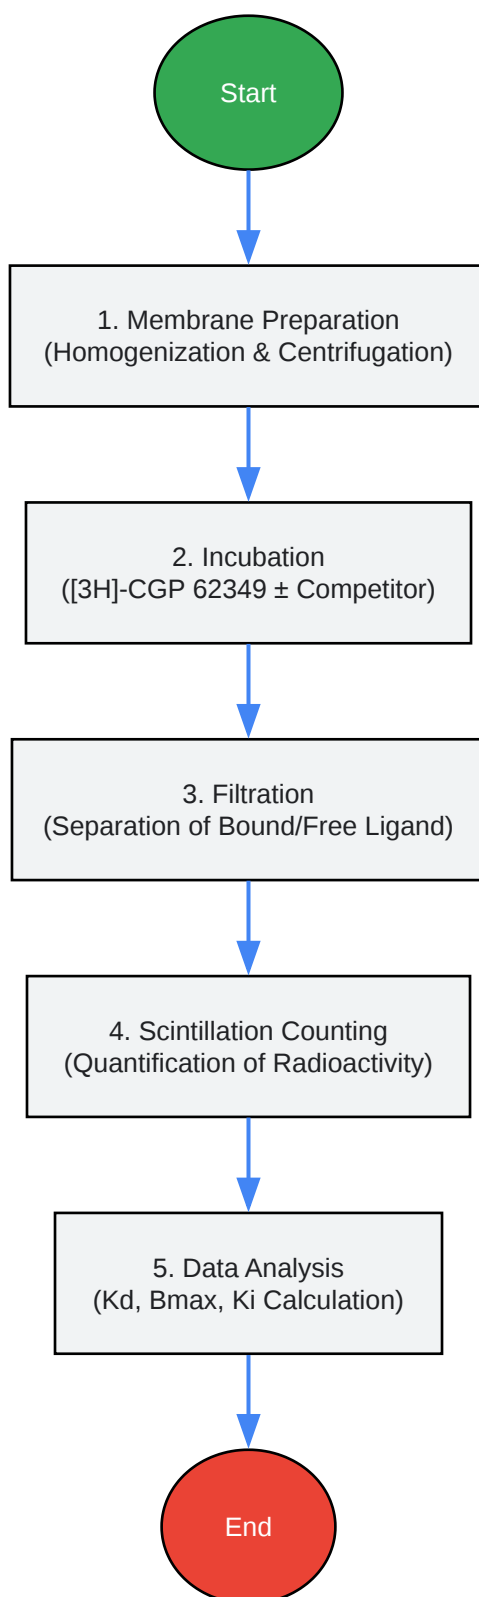 Start
1. Membrane Preparation
(Homogenization & Centrifugation)
2. Incubation
([3H]-CGP 62349 ± Competitor)
3. Filtration
(Separation of Bound/Free Ligand)
4. Scintillation Counting
(Quantification of Radioactivity)
5. Data Analysis
(Kd, Bmax, Ki Calculation)
End